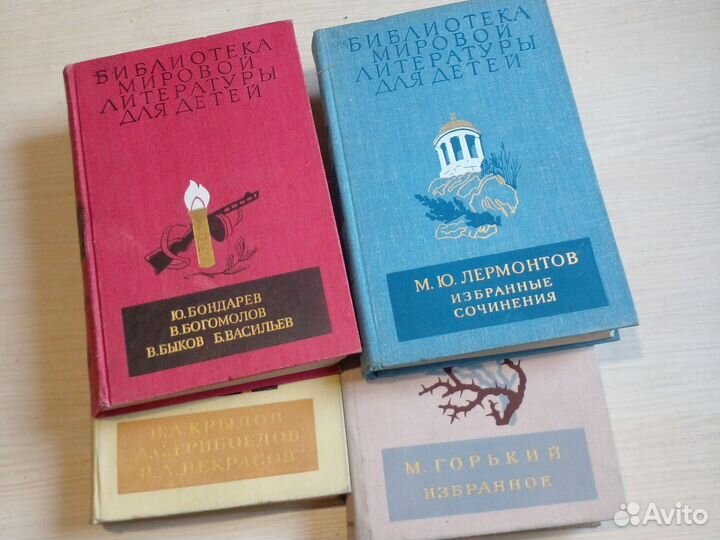 БИБЛИОТЕКА
МИРОВОЙ
ЛИТЕРАТУРЫ
ДЛЯ ДЕТЕЙ
Ю. БОНДАРЕВ
В. БОГОМОЛОВ
В. БЫКОВ Б. ВАСИЛЬЕВ
БИБЛИОТЕКА
МИРОВОЙ
ЛИТЕРАТУРЫ
ДЛЯ ДЕТЕЙ
М. Ю. ЛЕРМОНТОВ
ИЗБРАННЫЕ
СОЧИНЕНИЯ
И. А. КРЫЛОВ
А. С. ГРИБОЕДОВ
Н. А. НЕКРАСОВ
М. ГОРЬКИЙ
ИЗБРАННОЕ
Avito